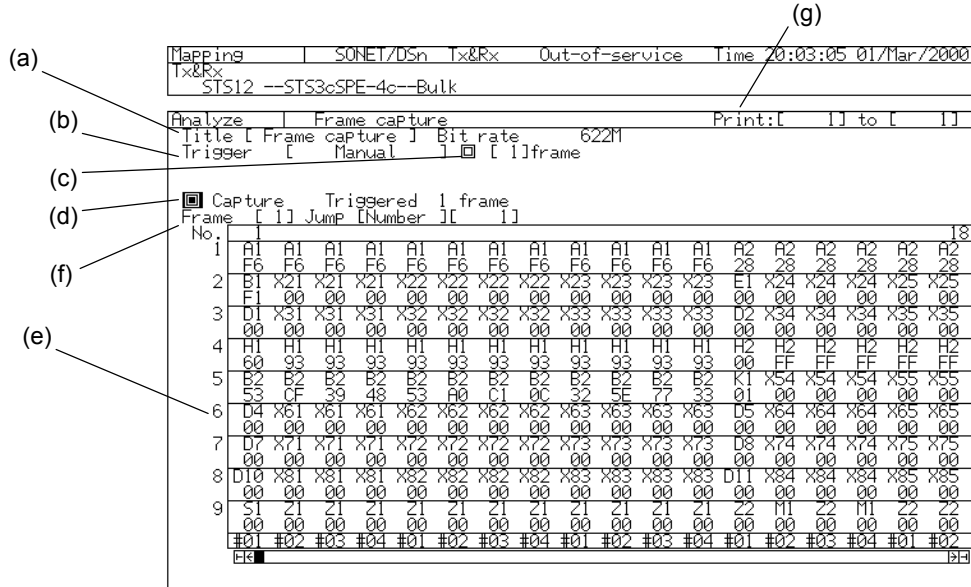 (g)
(a)
Mapping SONET/DSn Tx&Rx Out-of-service Time 20:03:05 01/Mar/2000
Tx&Rx
STS12 --STS3cSPE-4c--Bulk
(b)
Analyze Frame capture Print:[ 1] to [ 1]
Title [ Frame capture ] Bit rate 622M
Trigger [ Manual ] [ 1]frame
(c)
(d)
Capture Triggered 1 frame
Frame [ 1] Jump [Number ][ 1]
(f)
No. 1 18
1 A1 A1 A1 A1 A1 A1 A1 A1 A1 A1 A1 A1 A2 A2 A2 A2 A2 A2
F6 F6 F6 F6 F6 F6 F6 F6 F6 F6 F6 F6 28 28 28 28 28 28
2 B1 X21 X21 X21 X22 X22 X22 X22 X23 X23 X23 X23 E1 X24 X24 X24 X25 X25
F1 00 00 00 00 00 00 00 00 00 00 00 00 00 00 00 00 00
3 D1 X31 X31 X31 X32 X32 X32 X32 X33 X33 X33 X33 D2 X34 X34 X34 X35 X35
00 00 00 00 00 00 00 00 00 00 00 00 00 00 00 00 00 00
(e)
4 H1 H1 H1 H1 H1 H1 H1 H1 H1 H1 H1 H1 H2 H2 H2 H2 H2 H2
60 93 93 93 93 93 93 93 93 93 93 93 00 FF FF FF FF FF
5 B2 B2 B2 B2 B2 B2 B2 B2 B2 B2 B2 B2 K1 X54 X54 X54 X55 X55
53 CF 39 48 53 A0 C1 0C 32 5E 77 33 01 00 00 00 00 00
6 D4 X61 X61 X61 X62 X62 X62 X62 X63 X63 X63 X63 D5 X64 X64 X64 X65 X65
00 00 00 00 00 00 00 00 00 00 00 00 00 00 00 00 00 00
7 D7 X71 X71 X71 X72 X72 X72 X72 X73 X73 X73 X73 D8 X74 X74 X74 X75 X75
00 00 00 00 00 00 00 00 00 00 00 00 00 00 00 00 00 00
8 D10 X81 X81 X81 X82 X82 X82 X82 X83 X83 X83 X83 D11 X84 X84 X84 X85 X85
00 00 00 00 00 00 00 00 00 00 00 00 00 00 00 00 00 00
9 S1 Z1 Z1 Z1 Z1 Z1 Z1 Z1 Z1 Z1 Z1 Z1 Z2 M1 Z2 M1 Z2 Z2
00 00 00 00 00 00 00 00 00 00 00 00 00 00 00 00 00 00
#01 #02 #03 #04 #01 #02 #03 #04 #01 #02 #03 #04 #01 #02 #03 #04 #01 #02